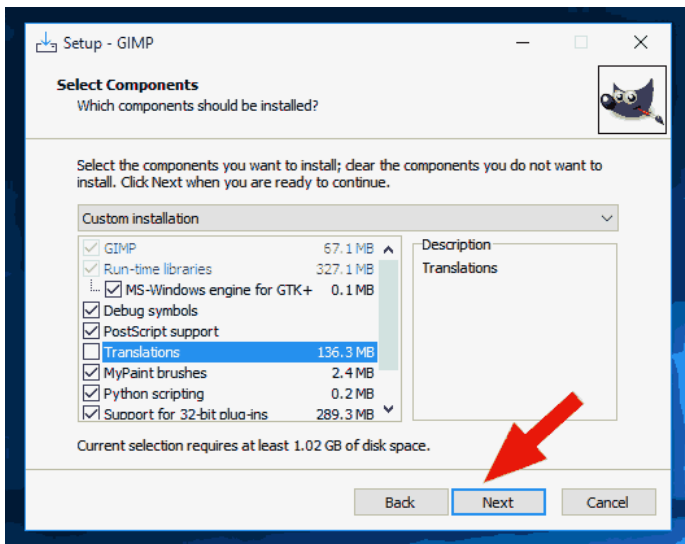 Setup - GIMP
Select Components
Which components should be installed?
Select the components you want to install; clear the components you do not want to
install. Click Next when you are ready to continue.
Custom installation
GIMP 67.1 MB
Run-time libraries 327.1 MB
MS-Windows engine for GTK+ 0.1 MB
Debug symbols
PostScript support
Translations 136.3 MB
MyPaint brushes 2.4 MB
Python scripting 0.2 MB
Support for 32-bit plug-ins 289.3 MB
Description
Translations
Current selection requires at least 1.02 GB of disk space.
Back Next Cancel